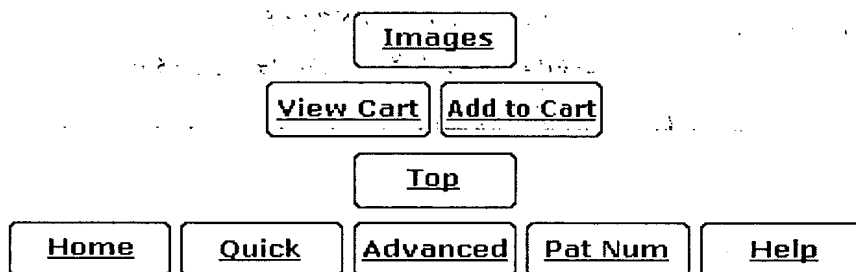 Images
View Cart Add to Cart
Top
Home Quick Advanced Pat Num Help